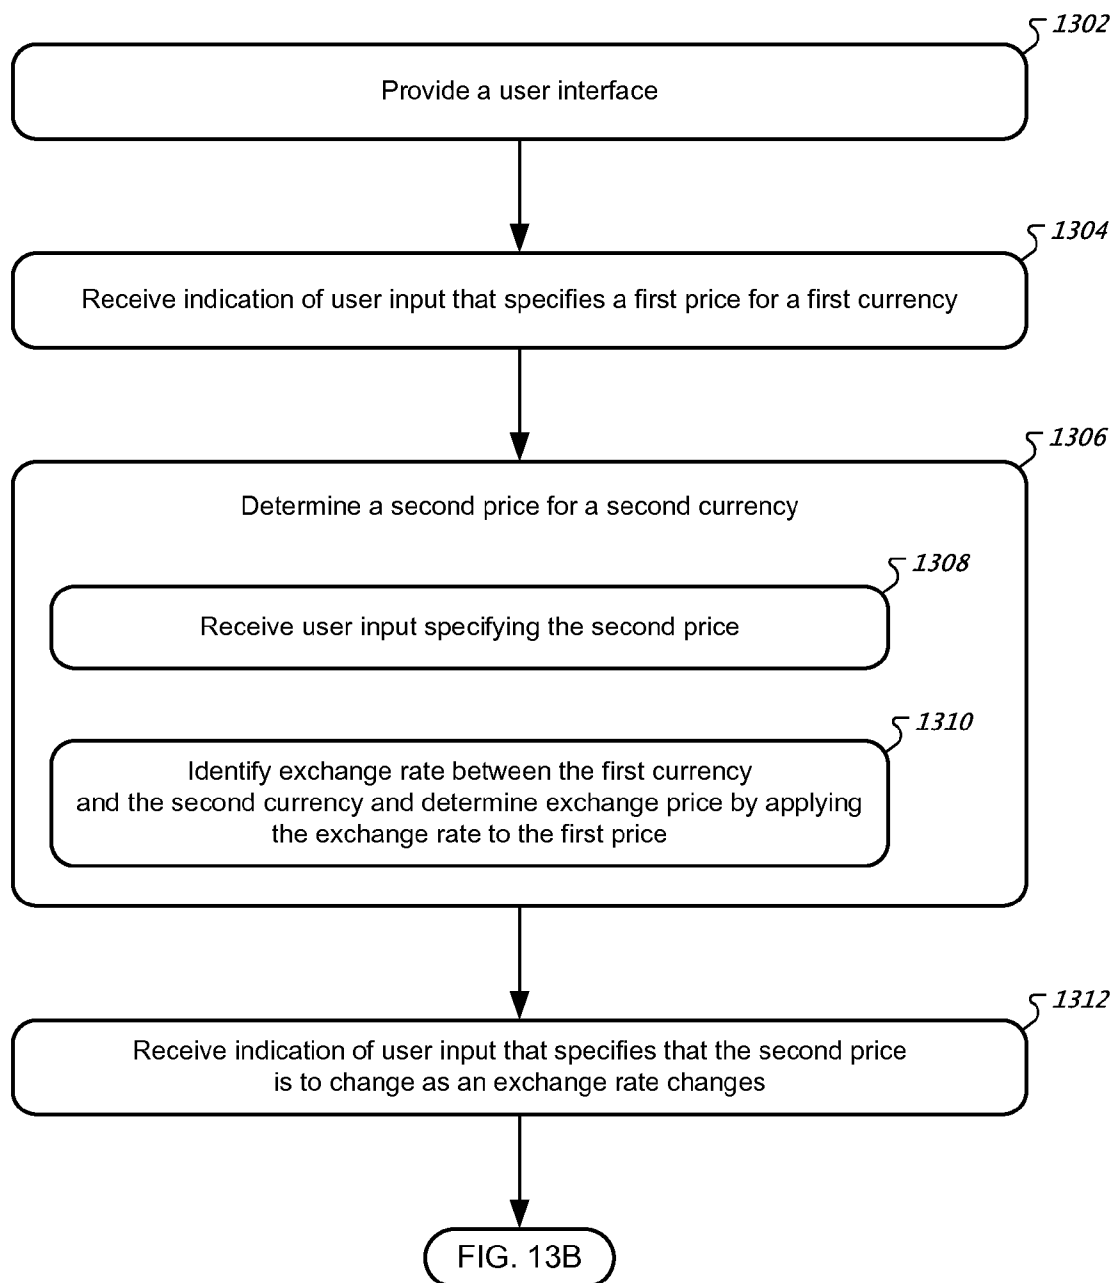 1302
Provide a user interface
1304
Receive indication of user input that specifies a first price for a first currency
1306
Determine a second price for a second currency
1308
Receive user input specifying the second price
1310
Identify exchange rate between the first currency
and the second currency and determine exchange price by applying
the exchange rate to the first price
1312
Receive indication of user input that specifies that the second price
is to change as an exchange rate changes
FIG. 13B